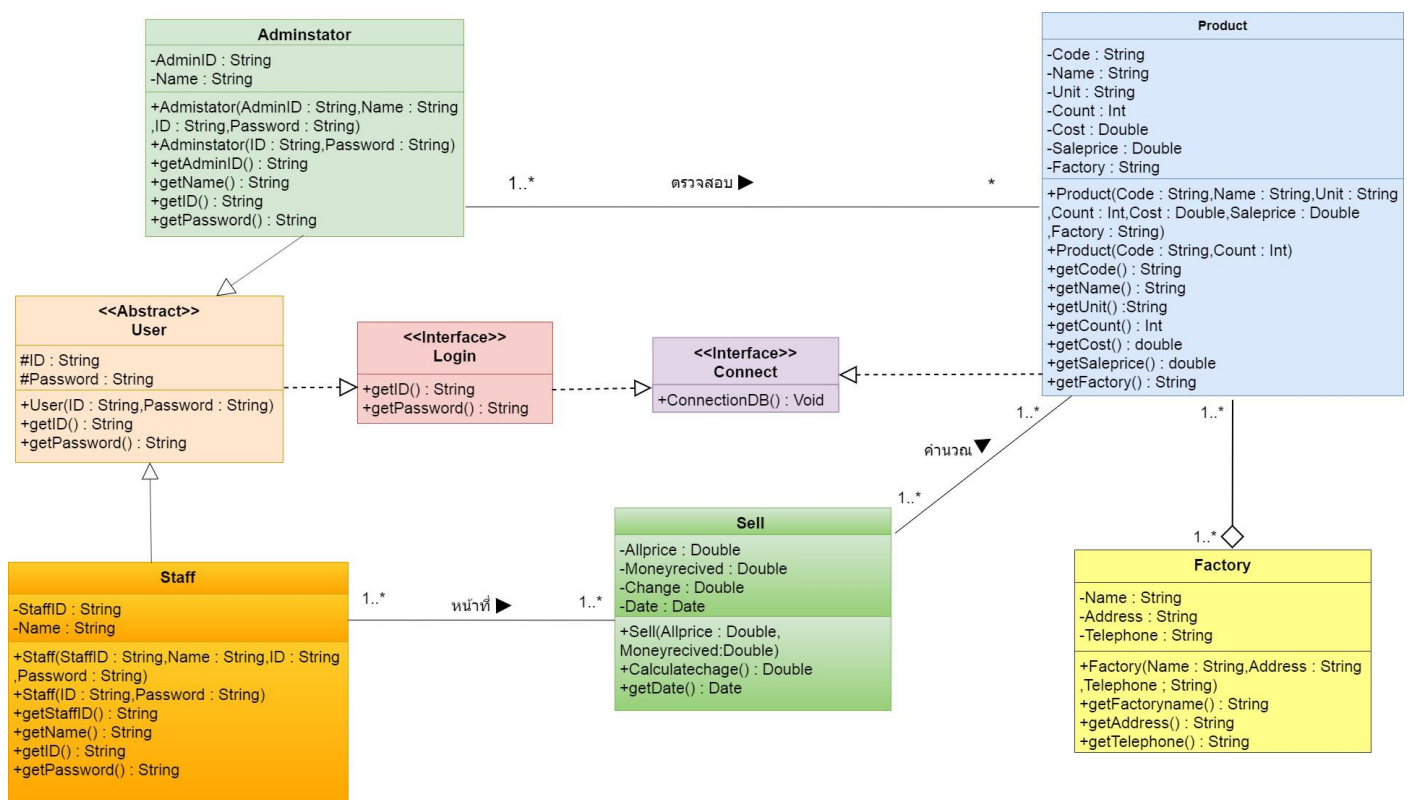 Adminstator
-AdminID : String
-Name : String
+Admistator(AdminID : String,Name : String
,ID : String,Password : String)
+Adminstator(ID : String,Password : String)
+getAdminID() : String
+getName() : String
+getID() : String
+getPassword() : String
1..*
ตรวจสอบ
*
Product
-Code : String
-Name : String
-Unit : String
-Count : Int
-Cost : Double
-Saleprice : Double
-Factory : String
+Product(Code : String,Name : String,Unit : String
,Count : Int,Cost : Double,Saleprice : Double
,Factory : String)
+Product(Code : String,Count : Int)
+getCode() : String
+getName() : String
+getUnit() :String
+getCount() : Int
+getCost() : double
+getSaleprice() : double
+getFactory() : String
<<Abstract>>
User
#ID : String
#Password : String
+User(ID : String,Password : String)
+getID() : String
+getPassword() : String
<<Interface>>
Login
+getID() : String
+getPassword() : String
<<Interface>>
Connect
+ConnectionDB() : Void
1..*
คำนวณ
1..*
1..*
1..*
Staff
-StaffID : String
-Name : String
+Staff(StaffID : String,Name : String,ID : String
,Password : String)
+Staff(ID : String,Password : String)
+getStaffID() : String
+getName() : String
+getID() : String
+getPassword() : String
1..*
หน้าที่
1..*
Sell
-Allprice : Double
-Moneyrecived : Double
-Change : Double
-Date : Date
+Sell(Allprice : Double,
Moneyrecived:Double)
+Calculatechage() : Double
+getDate() : Date
Factory
-Name : String
-Address : String
-Telephone : String
+Factory(Name : String,Address : String
,Telephone ; String)
+getFactoryname() : String
+getAddress() : String
+getTelephone() : String